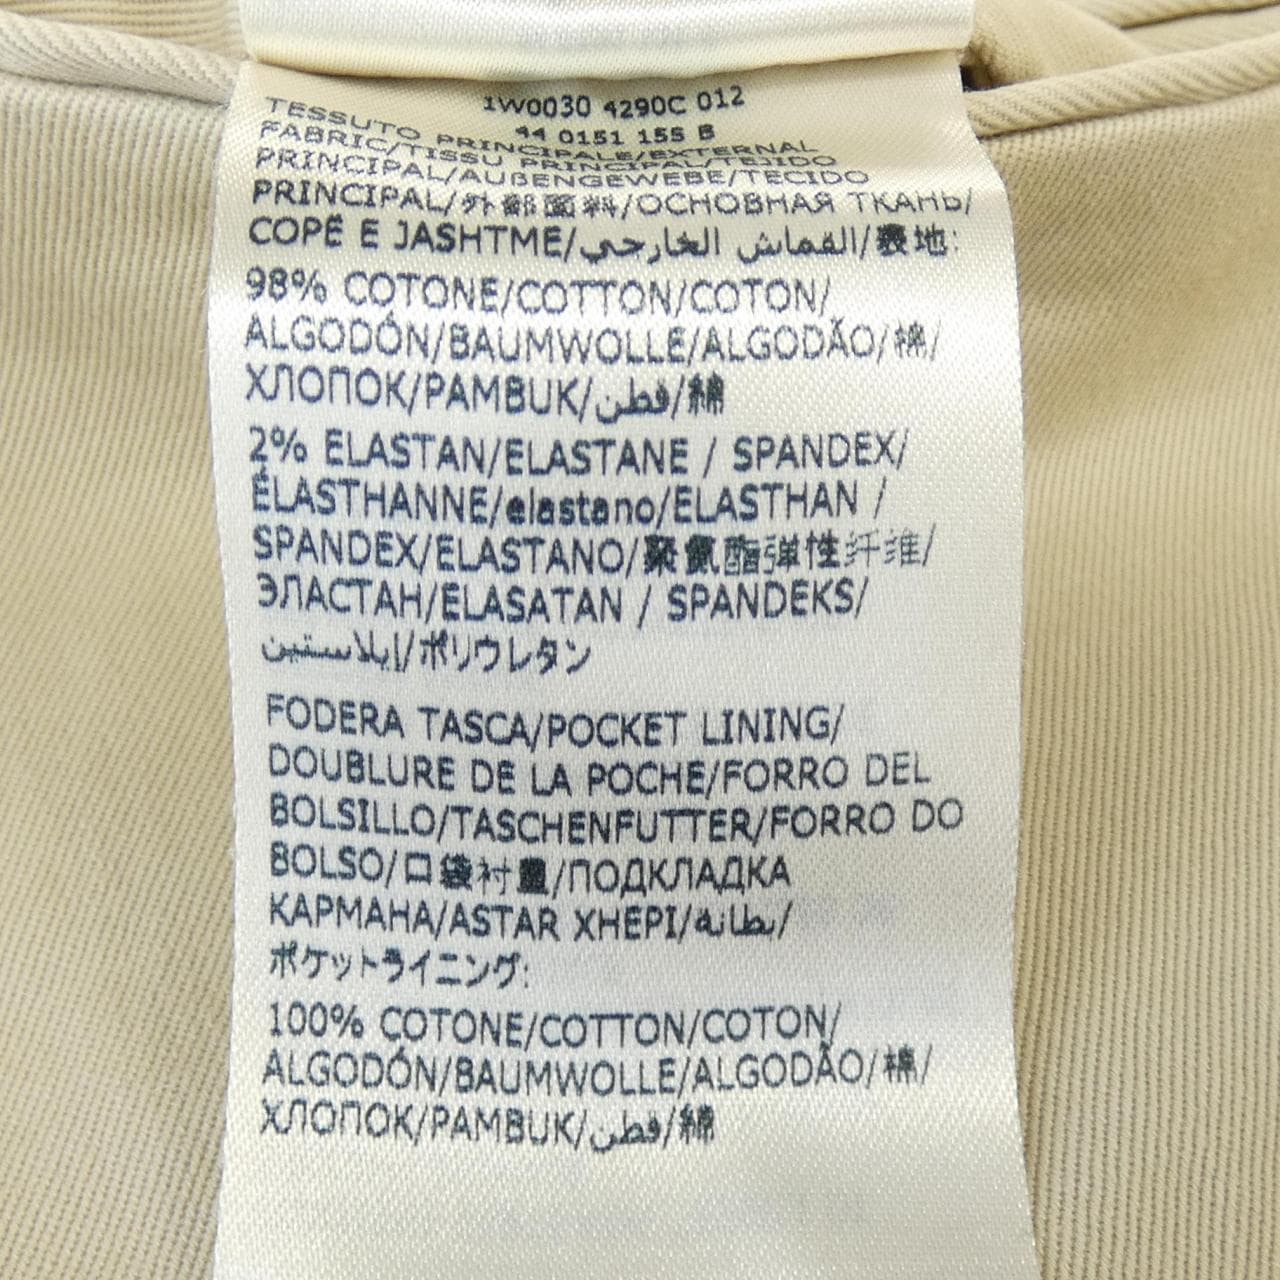 1W0030 4290C 012
44 0151 155 B
TESSUTO PRINCIPALE/EXTERNAL
FABRIC/TISSU PRINCIPAL/TEJIDO
PRINCIPAL/AUßENGEWEBE/TECIDO
PRINCIPAL/外部面料/ОСНОВНАЯ ТКАНЬ/
COPË E JASHTME/القماش الخارجي/表地:
98% COTONE/COTTON/COTON/
ALGODÓN/BAUMWOLLE/ALGODÃO/棉/
ХЛОПОК/PAMBUK/قطن/綿
2% ELASTAN/ELASTANE / SPANDEX/
ÉLASTHANNE/elastano/ELASTHAN /
SPANDEX/ELASTANO/聚氨酯弹性纤维/
ЭЛАСТАН/ELASATAN / SPANDEKS/
إيلاستين/ポリウレタン
FODERA TASCA/POCKET LINING/
DOUBLURE DE LA POCHE/FORRO DEL
BOLSILLO/TASCHENFUTTER/FORRO DO
BOLSO/口袋衬量/ПОДКЛАДКА
КАРМАНА/ASTAR XHEPI/بطانة/
ポケットライニング:
100% COTONE/COTTON/COTON/
ALGODÓN/BAUMWOLLE/ALGODÃO/棉/
ХЛОПОК/PAMBUK/قطن/綿